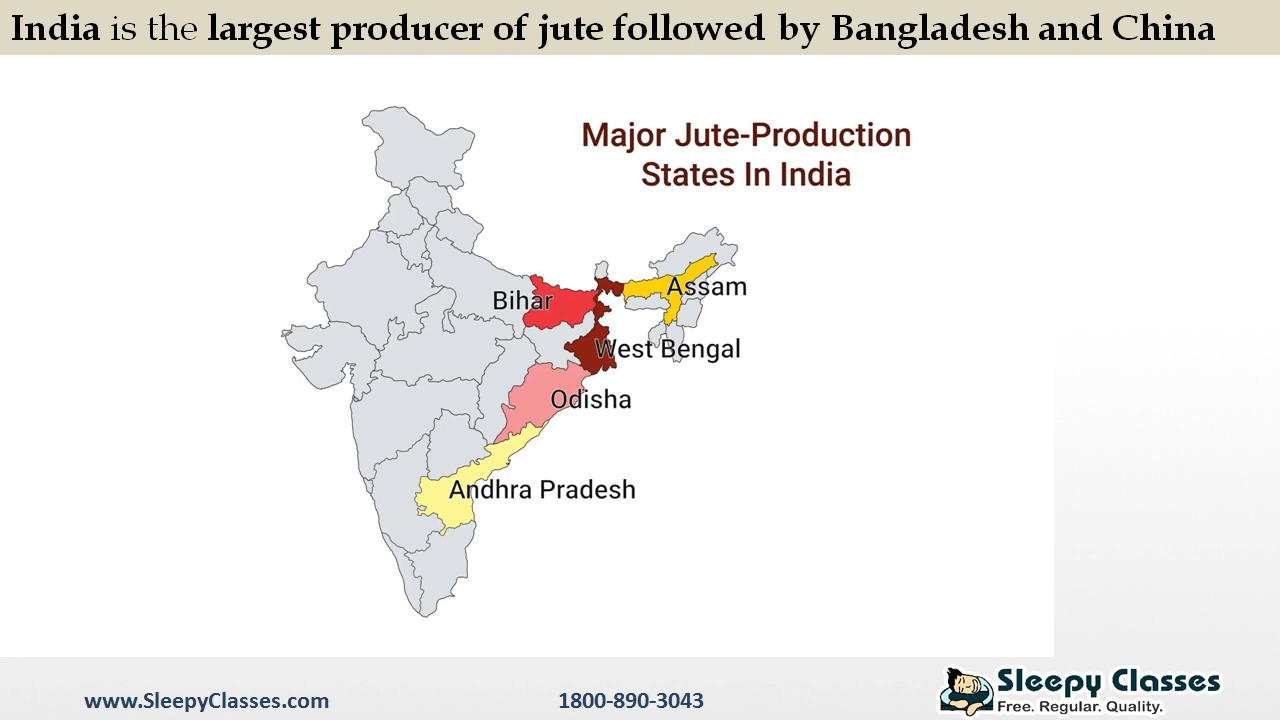 India is the largest producer of jute followed by Bangladesh and China
Major Jute-Production
States In India
Assam
Bihar
West Bengal
Odisha
Andhra Pradesh
www.SleepyClasses.com
1800-890-3043
Sleepy Classes
Free. Regular. Quality.